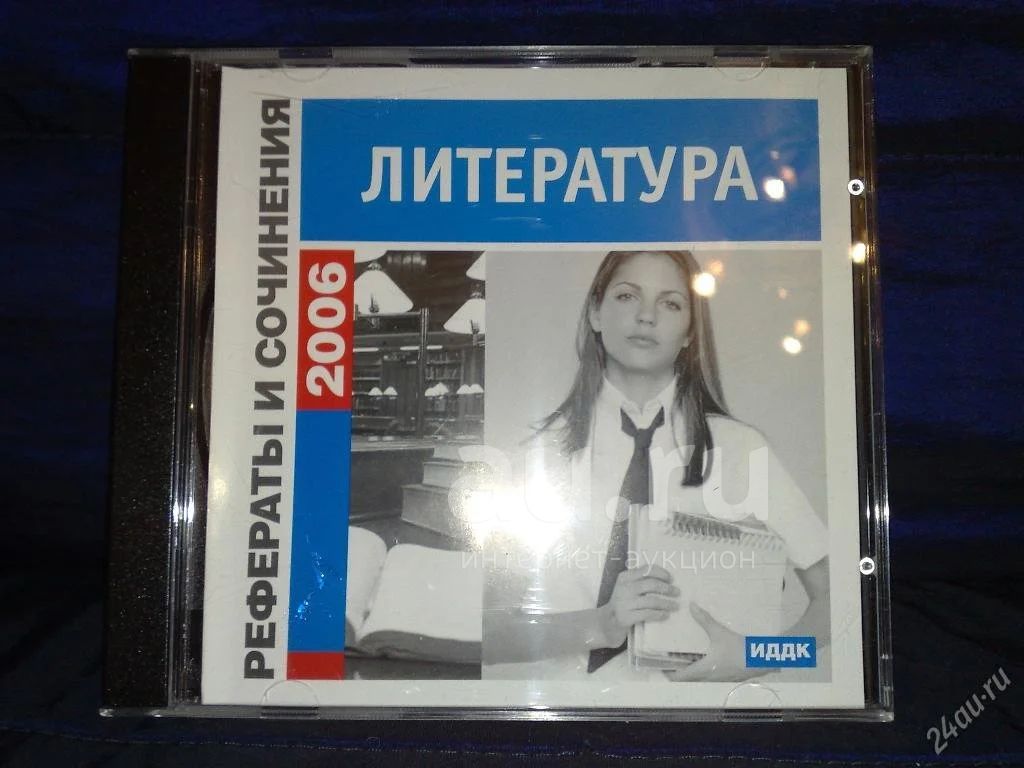 РЕФЕРАТЫ И СОЧИНЕНИЯ
ЛИТЕРАТУРА
2006
au.ru
интернет-аукцион
ИДДК
24au.ru